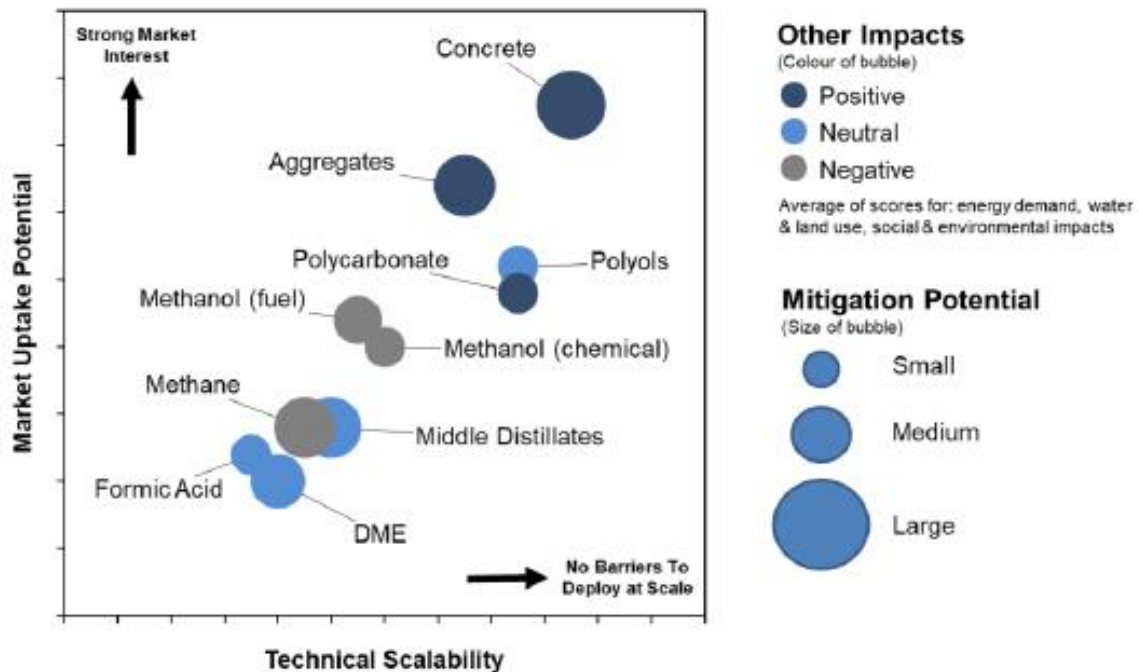 Strong Market
Interest
Concrete
Aggregates
Polycarbonate
Polyols
Methanol (fuel)
Methanol (chemical)
Methane
Middle Distillates
Formic Acid
DME
No Barriers To
Deploy at Scale
Market Uptake Potential
Technical Scalability
Other Impacts
(Colour of bubble)
Positive
Neutral
Negative
Average of scores for: energy demand, water
& land use, social & environmental impacts
Mitigation Potential
(Size of bubble)
Small
Medium
Large